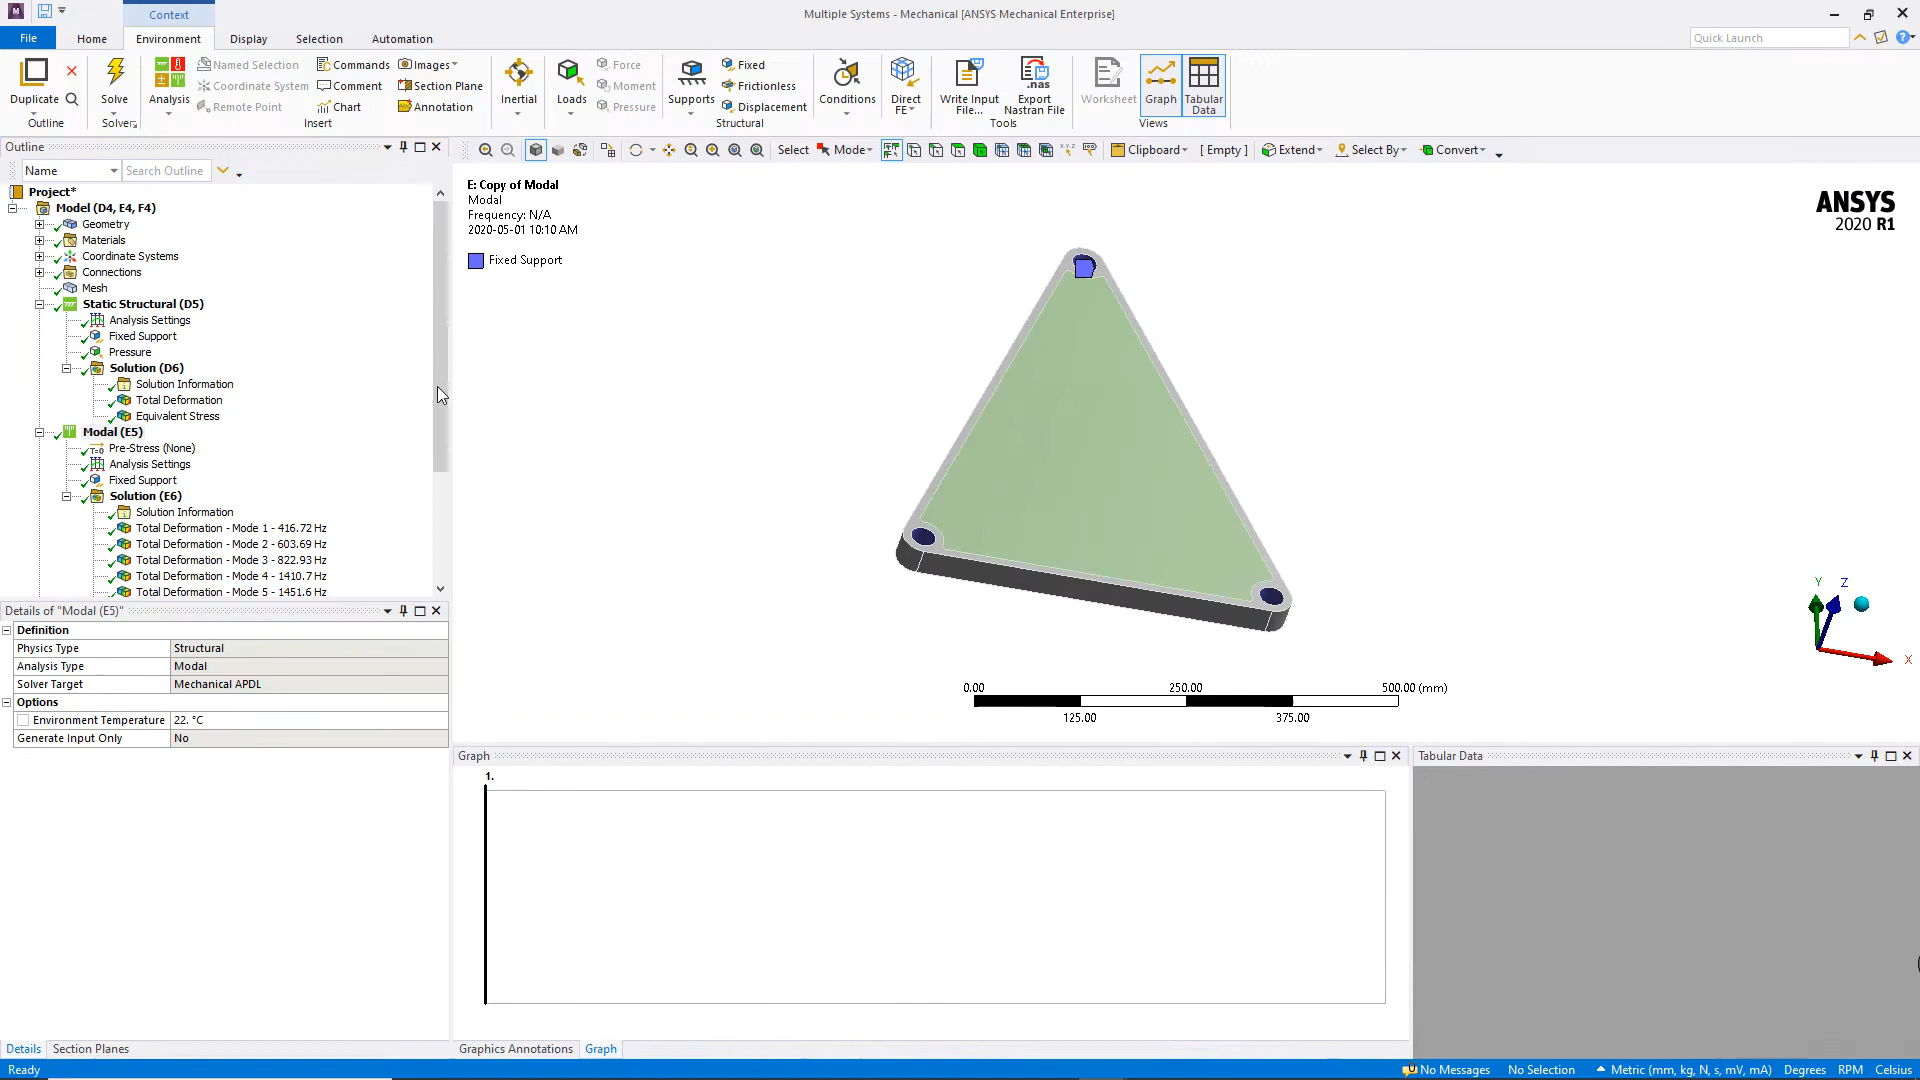 Context
Multiple Systems - Mechanical [ANSYS Mechanical Enterprise]
File
Home
Environment
Display
Selection
Automation
Quick Launch
Duplicate
Outline
Solve
Solver
Analysis
Named Selection
Coordinate System
Remote Point
Commands
Comment
Chart
Images
Section Plane
Annotation
Insert
Inertial
Loads
Force
Moment
Pressure
Supports
Fixed
Frictionless
Displacement
Structural
Conditions
Direct FE
Write Input File...
Export Nastran File
Tools
Worksheet
Graph
Tabular Data
Views
Outline
Name
Search Outline
Select
Mode
Clipboard
[ Empty ]
Extend
Select By
Convert
Project*
Model (D4, E4, F4)
Geometry
Materials
Coordinate Systems
Connections
Mesh
Static Structural (D5)
Analysis Settings
Fixed Support
Pressure
Solution (D6)
Solution Information
Total Deformation
Equivalent Stress
Modal (E5)
Pre-Stress (None)
Analysis Settings
Fixed Support
Solution (E6)
Solution Information
Total Deformation - Mode 1 - 416.72 Hz
Total Deformation - Mode 2 - 603.69 Hz
Total Deformation - Mode 3 - 822.93 Hz
Total Deformation - Mode 4 - 1410.7 Hz
Total Deformation - Mode 5 - 1451.6 Hz
E: Copy of Modal
Modal
Frequency: N/A
2020-05-01 10:10 AM
Fixed Support
ANSYS
2020 R1
Y
Z
X
0.00
250.00
500.00 (mm)
125.00
375.00
Details of "Modal (E5)"
Definition
Physics Type Structural
Analysis Type Modal
Solver Target Mechanical APDL
Options
Environment Temperature 22. °C
Generate Input Only No
Graph
1.
Tabular Data
Details
Section Planes
Graphics Annotations
Graph
Ready
No Messages
No Selection
Metric (mm, kg, N, s, mV, mA)
Degrees
RPM
Celsius